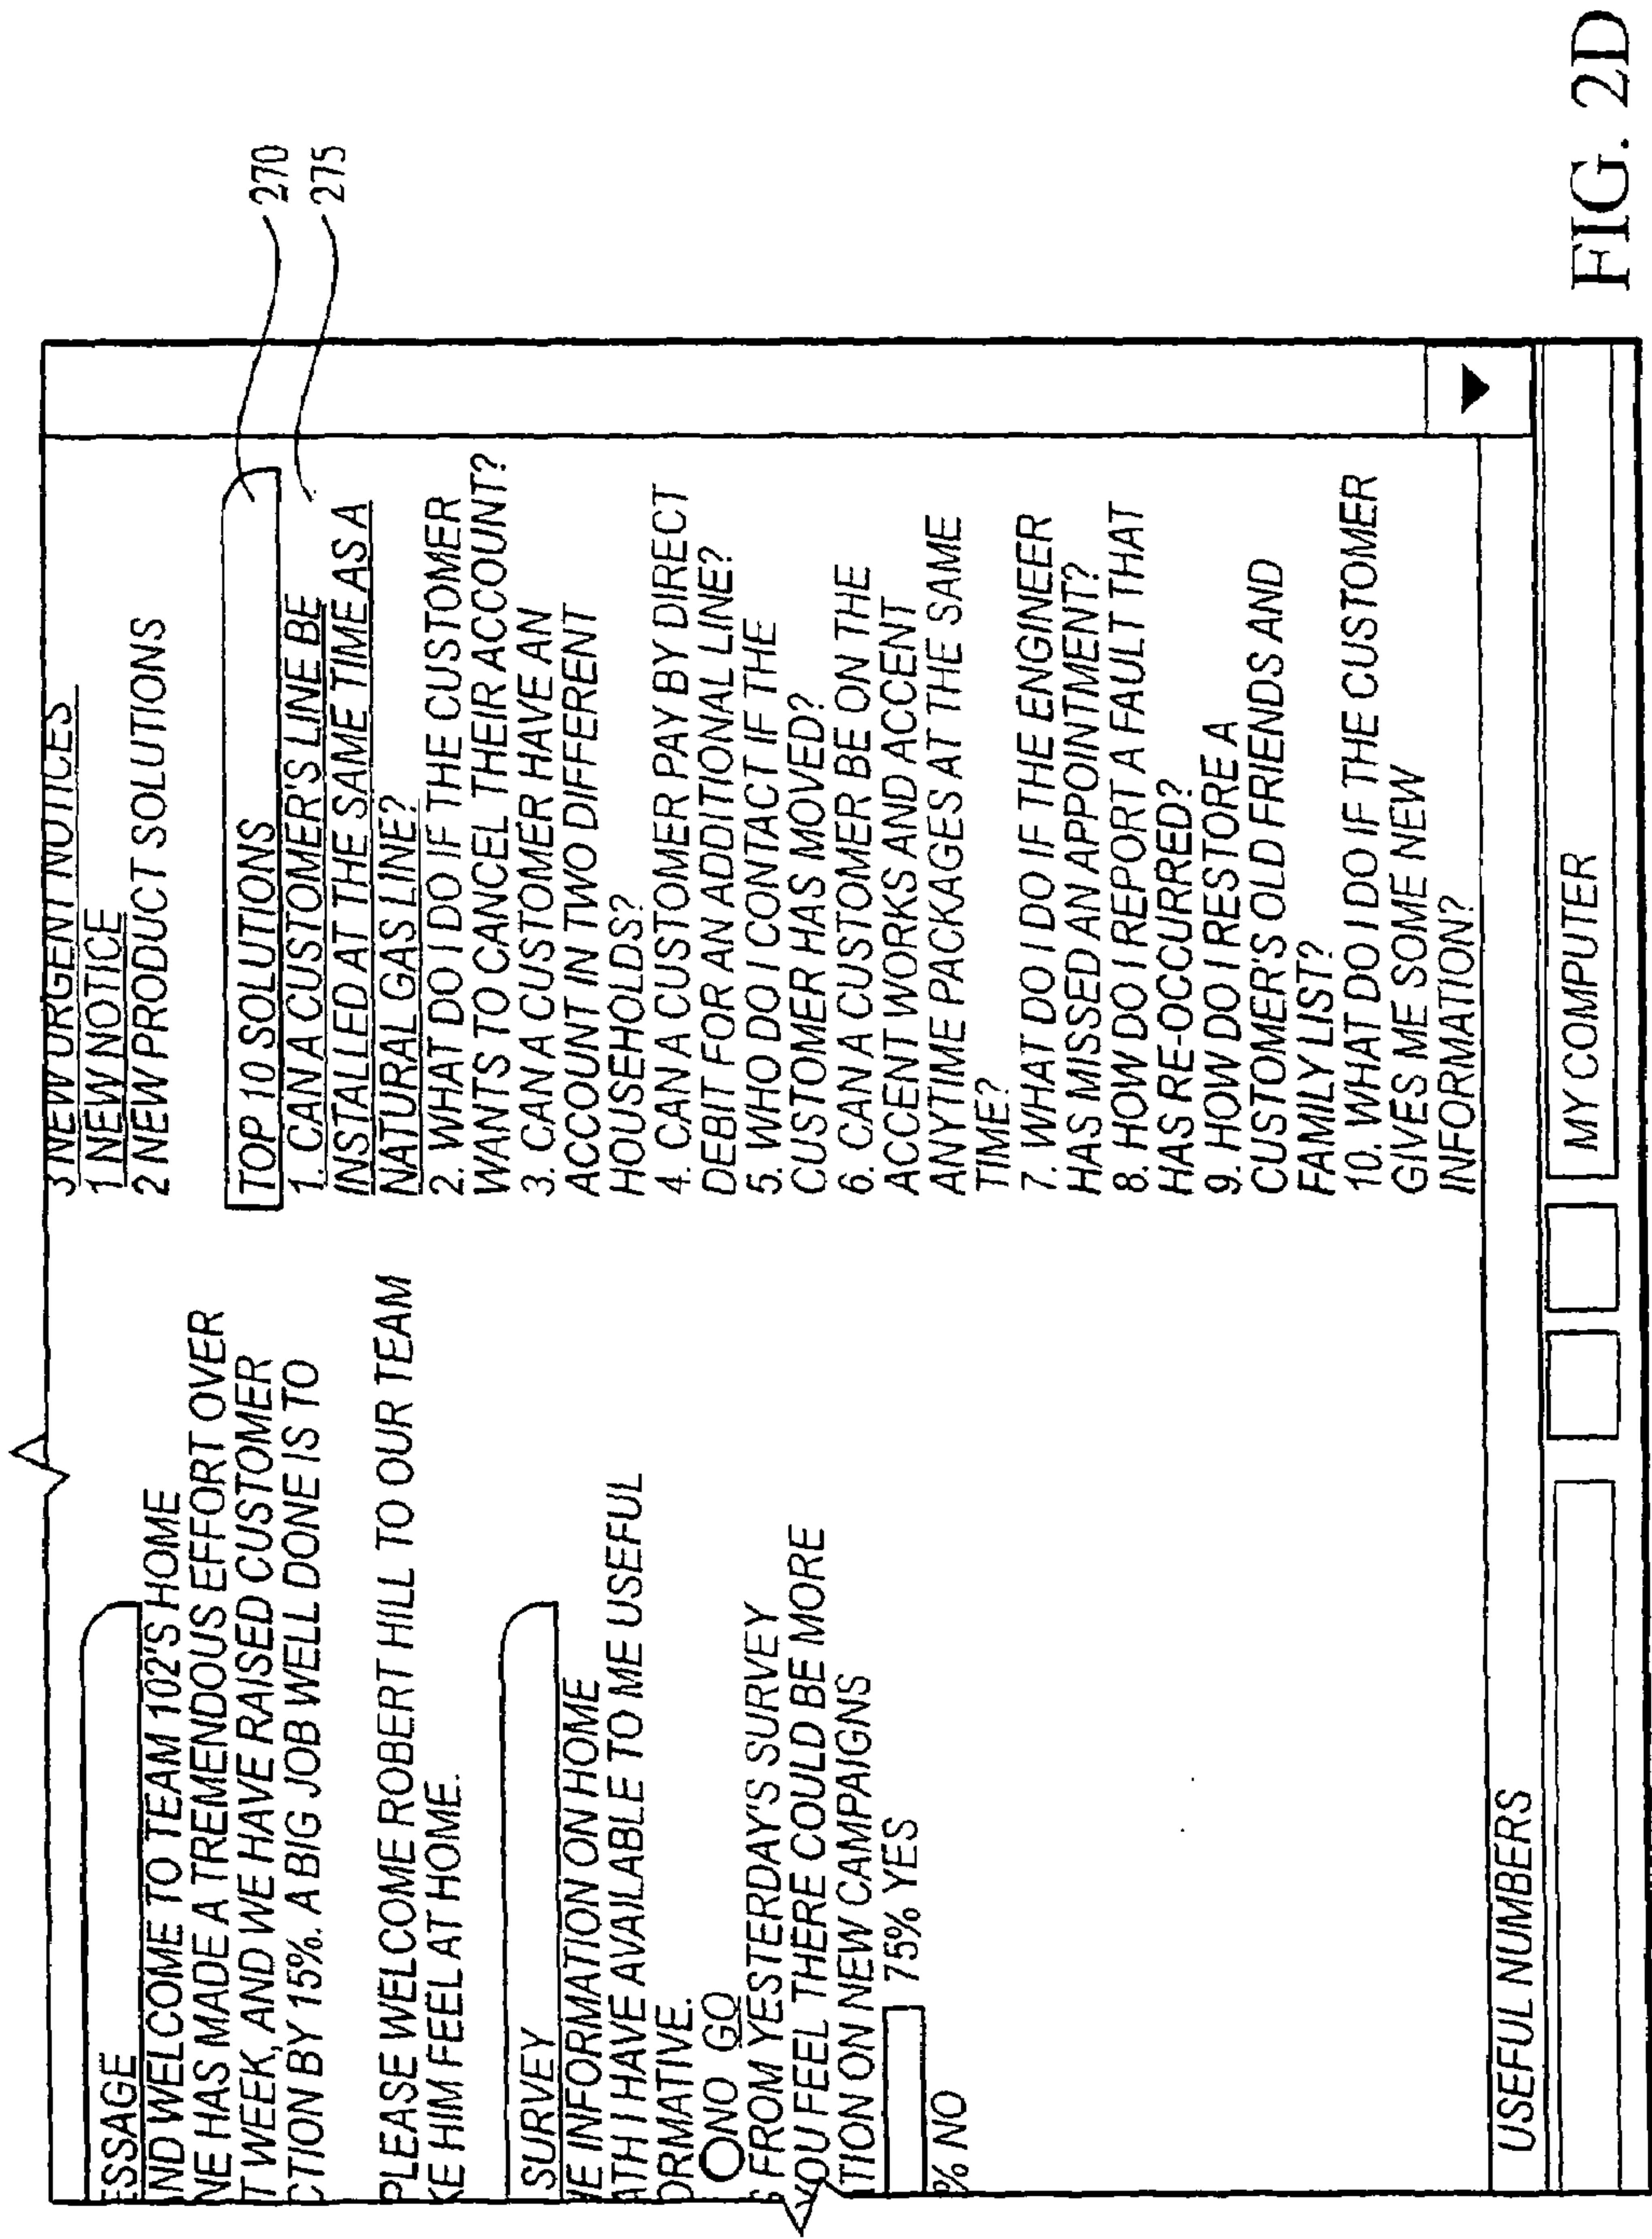 ESSAGE
ND WELCOME TO TEAM 102'S HOME
NE HAS MADE A TREMENDOUS EFFORT OVER
T WEEK, AND WE HAVE RAISED CUSTOMER
CTION BY 15%. A BIG JOB WELL DONE IS TO
PLEASE WELCOME ROBERT HILL TO OUR TEAM
KE HIM FEEL AT HOME.
SURVEY
NE INFORMATION ON HOME
ATH I HAVE AVAILABLE TO ME USEFUL
ORMATIVE.
NO GO
S FROM YESTERDAY'S SURVEY
YOU FEEL THERE COULD BE MORE
TION ON NEW CAMPAIGNS
75% YES
% NO
3 NEW URGENT NOTICES
1 NEW NOTICE
2 NEW PRODUCT SOLUTIONS
TOP 10 SOLUTIONS
1. CAN A CUSTOMER'S LINE BE
INSTALLED AT THE SAME TIME AS A
NATURAL GAS LINE?
2. WHAT DO I DO IF THE CUSTOMER
WANTS TO CANCEL THEIR ACCOUNT?
3. CAN A CUSTOMER HAVE AN
ACCOUNT IN TWO DIFFERENT
HOUSEHOLDS?
4. CAN A CUSTOMER PAY BY DIRECT
DEBIT FOR AN ADDITIONAL LINE?
5. WHO DO I CONTACT IF THE
CUSTOMER HAS MOVED?
6. CAN A CUSTOMER BE ON THE
ACCENT WORKS AND ACCENT
ANYTIME PACKAGES AT THE SAME
TIME?
7. WHAT DO I DO IF THE ENGINEER
HAS MISSED AN APPOINTMENT?
8. HOW DO I REPORT A FAULT THAT
HAS RE-OCCURRED?
9. HOW DO I RESTORE A
CUSTOMER'S OLD FRIENDS AND
FAMILY LIST?
10. WHAT DO I DO IF THE CUSTOMER
GIVES ME SOME NEW
INFORMATION?
270
275
USEFUL NUMBERS
MY COMPUTER
FIG. 2D